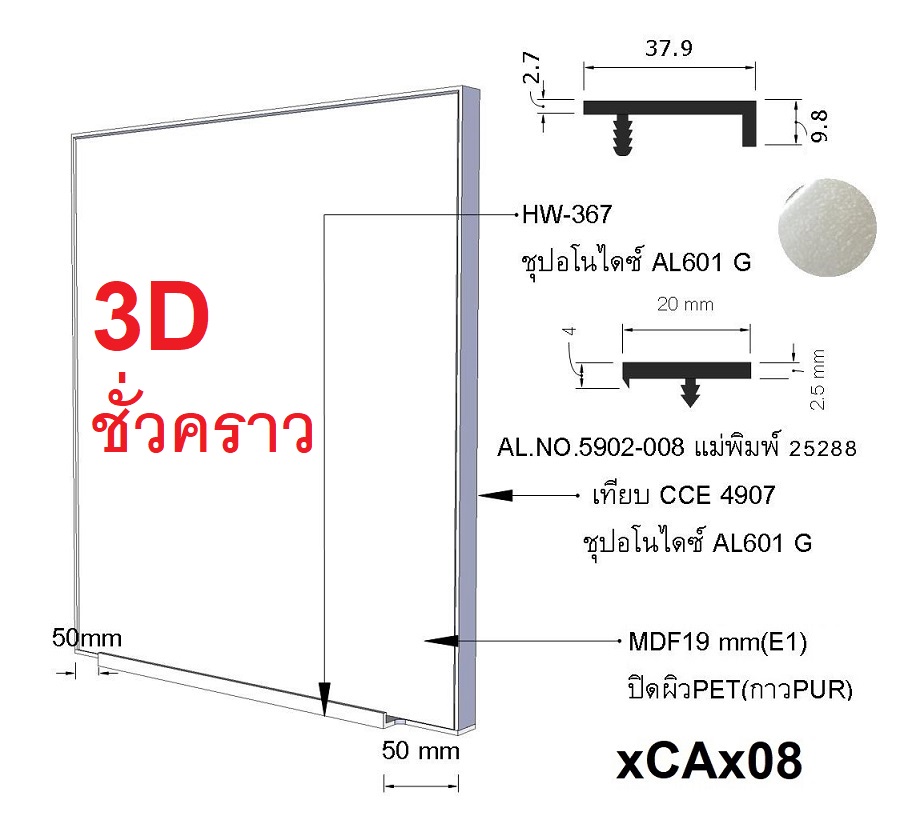 37.9
2.7
9.8
HW-367
ชุปอโนไดซ์ AL601 G
20 mm
4
2.5 mm
3D
ชั่วคราว
AL.NO.5902-008 แม่พิมพ์ 25288
เทียบ CCE 4907
ชุปอโนไดซ์ AL601 G
50mm
MDF19 mm(E1)
ปิดผิวPET(กาวPUR)
50 mm
xCAx08